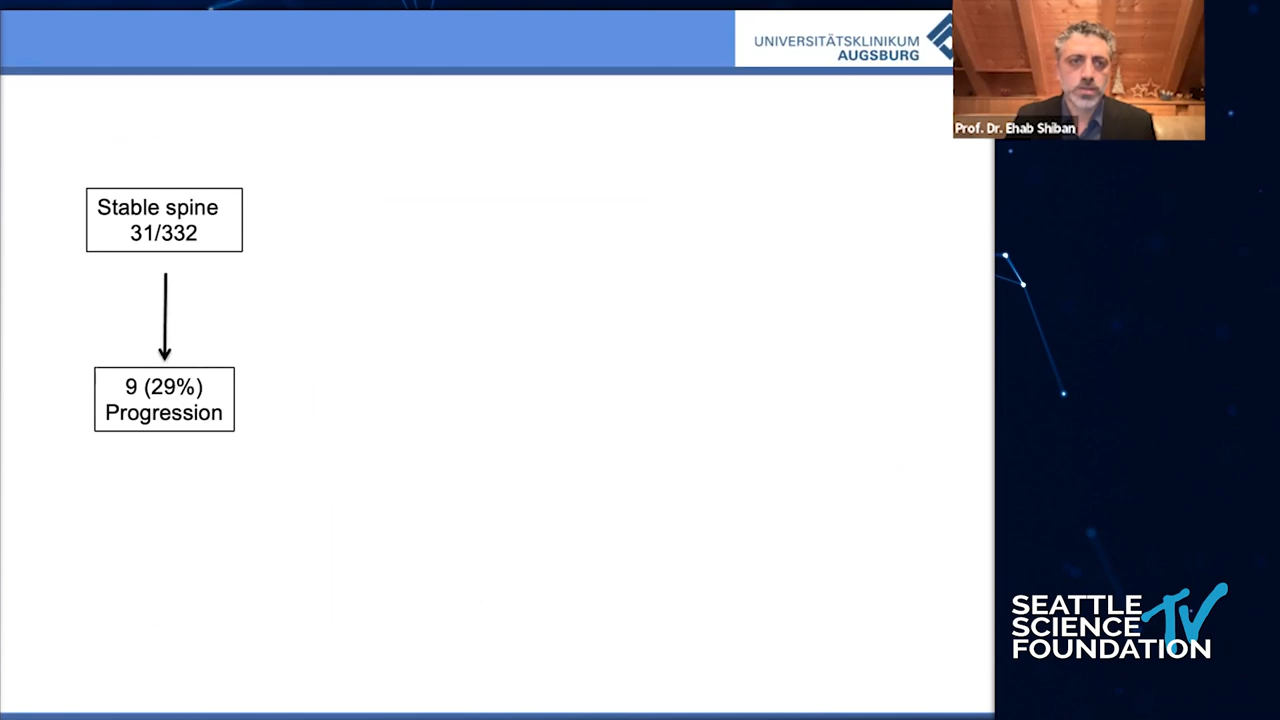 UNIVERSITÄTSKLINIKUM
AUGSBURG
Prof. Dr. Ehab Shiban
Stable spine
31/332
9 (29%)
Progression
SEATTLE
SCIENCE
FOUNDATION
TV